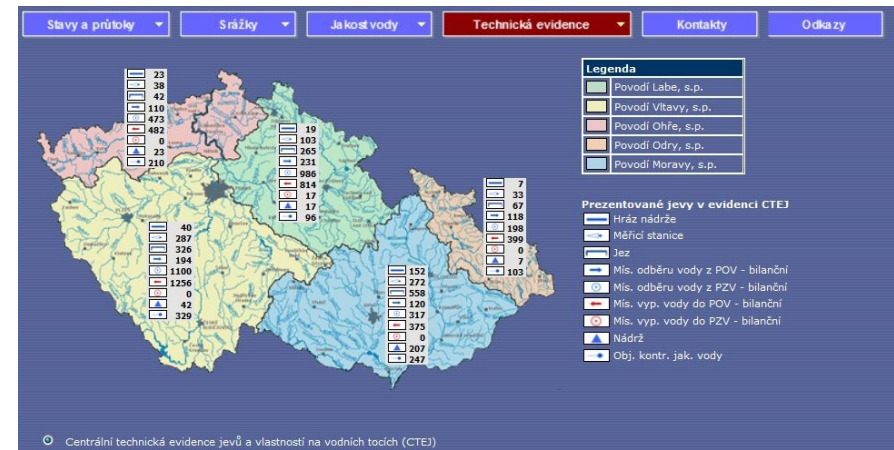 Stavy a průtoky
Srážky
Jakost vody
Technická evidence
Kontakty
Odkazy
23
38
42
110
473
482
0
23
210
19
103
265
231
986
814
17
17
96
7
33
67
118
198
399
0
7
103
40
287
326
194
1100
1256
0
42
329
152
272
558
120
317
375
0
207
247
Legenda
Povodí Labe, s.p.
Povodí Vltavy, s.p.
Povodí Ohře, s.p.
Povodí Odry, s.p.
Povodí Moravy, s.p.
Prezentované jevy v evidenci CTEJ
Hráz nádrže
Měřicí stanice
Jez
Mís. odběru vody z POV - bilanční
Mís. odběru vody z PZV - bilanční
Mís. vyp. vody do POV - bilanční
Mís. vyp. vody do PZV - bilanční
Nádrž
Obj. kontr. jak. vody
Centrální technická evidence jevů a vlastností na vodních tocích (CTEJ)